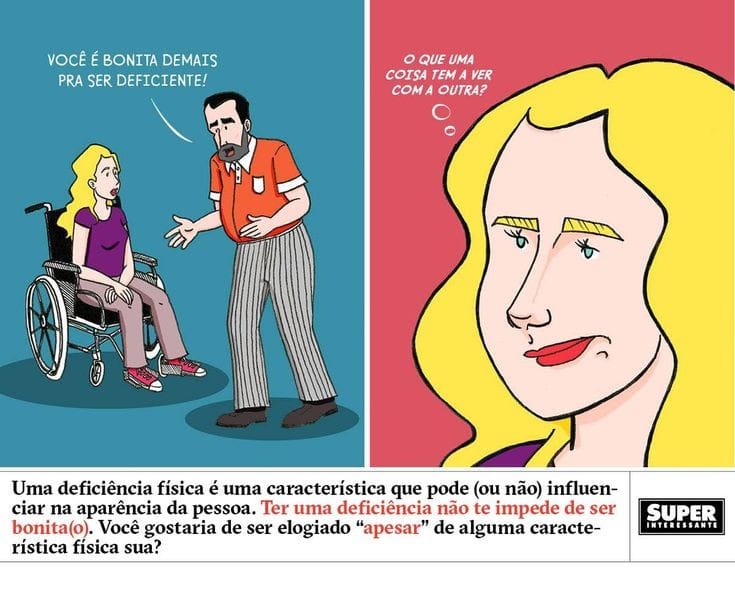 VOCÊ É BONITA DEMAIS
PRA SER DEFICIENTE!
O QUE UMA
COISA TEM A VER
COM A OUTRA?
Uma deficiência física é uma característica que pode (ou não) influen-
ciar na aparência da pessoa. Ter uma deficiência não te impede de ser
bonita(o). Você gostaria de ser elogiado “apesar” de alguma caracte-
rística física sua?
SUPER
INTERESSANTE